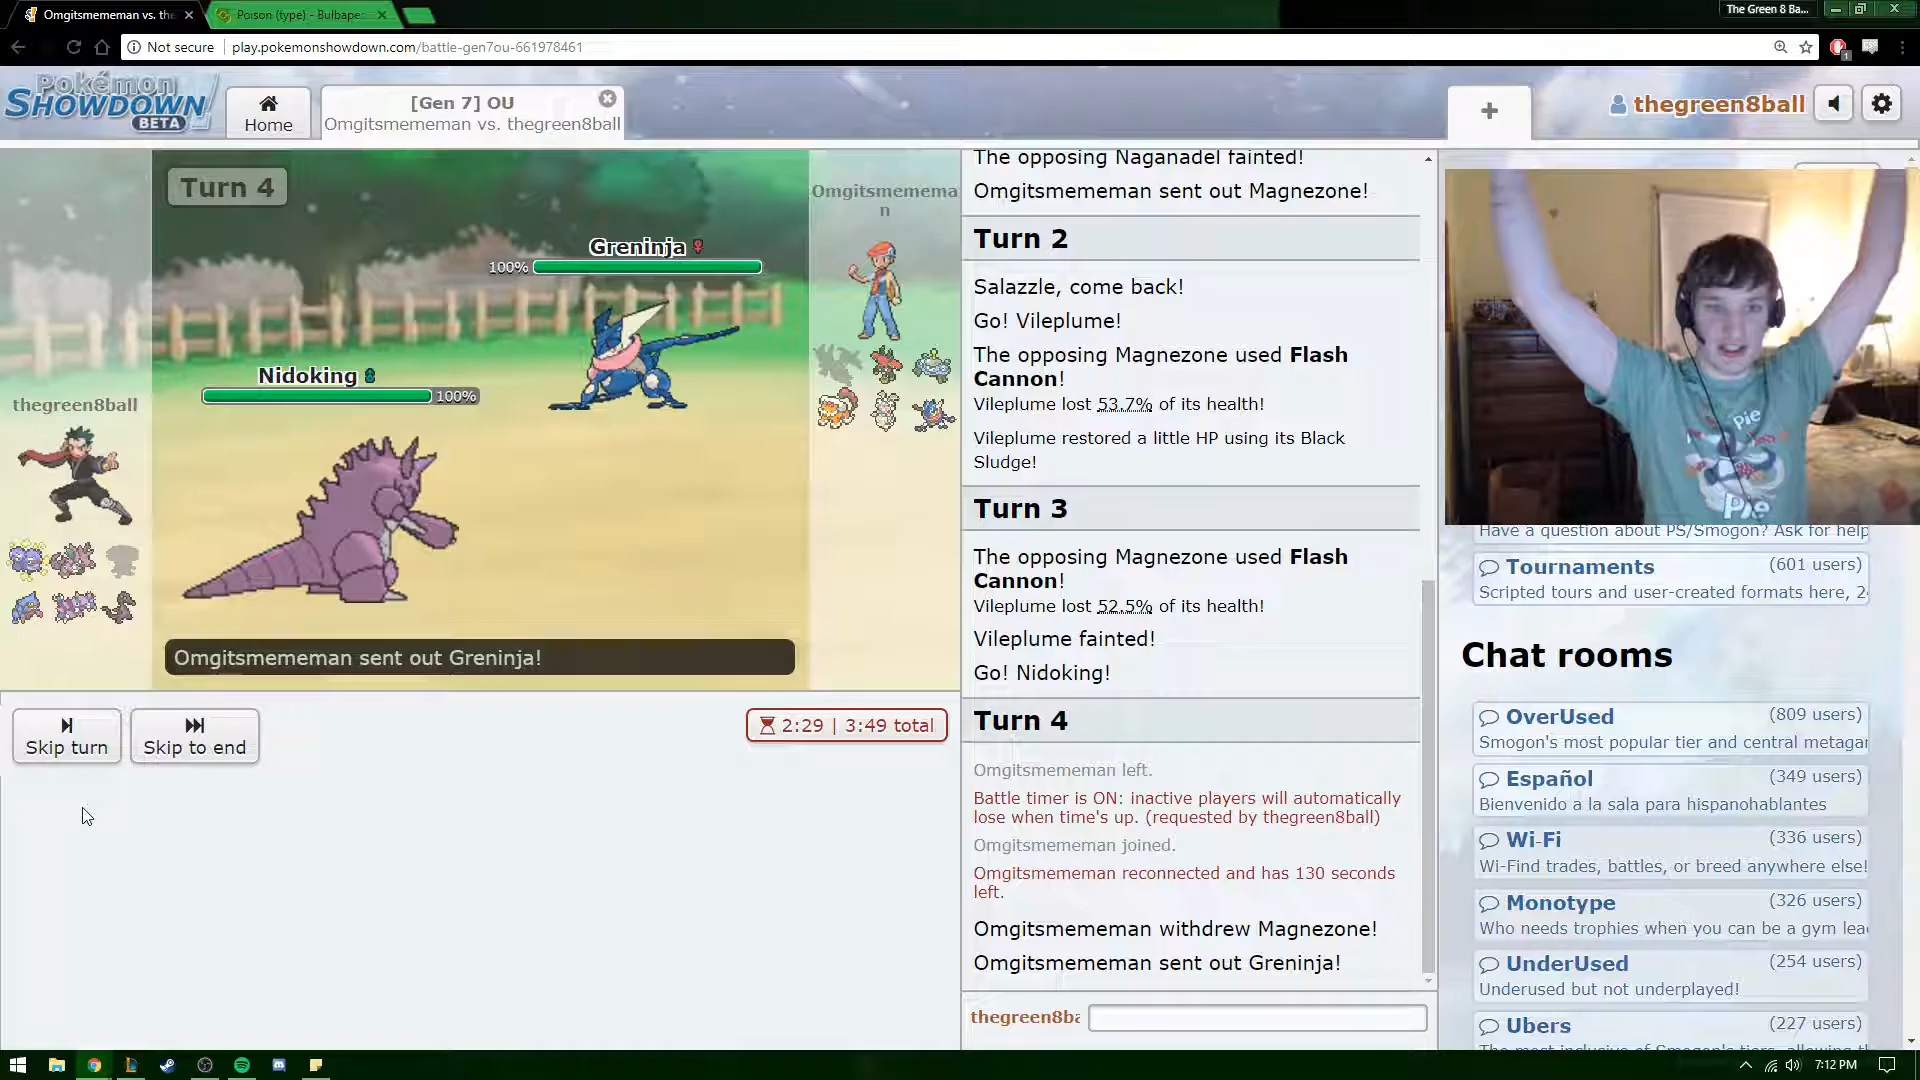 Omgitsmememan vs. the
Poison (type) - Bulbape
The Green 8 Ba...
Not secure
play.pokemonshowdown.com/battle-gen7ou-661978461
Pokémon
SHOWDOWN
BETA
Home
[Gen 7] OU
Omgitsmememan vs. thegreen8ball
+
thegreen8ball
Turn 4
Omgitsmemema
n
Greninja
100%
Nidoking
100%
thegreen8ball
Omgitsmememan sent out Greninja!
Skip turn
Skip to end
2:29 | 3:49 total
The opposing Naganadel fainted!
Omgitsmememan sent out Magnezone!
Turn 2
Salazzle, come back!
Go! Vileplume!
The opposing Magnezone used Flash
Cannon!
Vileplume lost 53.7% of its health!
Vileplume restored a little HP using its Black
Sludge!
Turn 3
The opposing Magnezone used Flash
Cannon!
Vileplume lost 52.5% of its health!
Vileplume fainted!
Go! Nidoking!
Turn 4
Omgitsmememan left.
Battle timer is ON: inactive players will automatically
lose when time's up. (requested by thegreen8ball)
Omgitsmememan joined.
Omgitsmememan reconnected and has 130 seconds
left.
Omgitsmememan withdrew Magnezone!
Omgitsmememan sent out Greninja!
thegreen8ba
Pie
Pie
Have a question about PS/Smogon? Ask for help
Tournaments
(601 users)
Scripted tours and user-created formats here, 2
Chat rooms
OverUsed
(809 users)
Smogon's most popular tier and central metagar
Español
(349 users)
Bienvenido a la sala para hispanohablantes
Wi-Fi
(336 users)
Wi-Find trades, battles, or breed anywhere else!
Monotype
(326 users)
Who needs trophies when you can be a gym lea
UnderUsed
(254 users)
Underused but not underplayed!
Ubers
(227 users)
7:12 PM